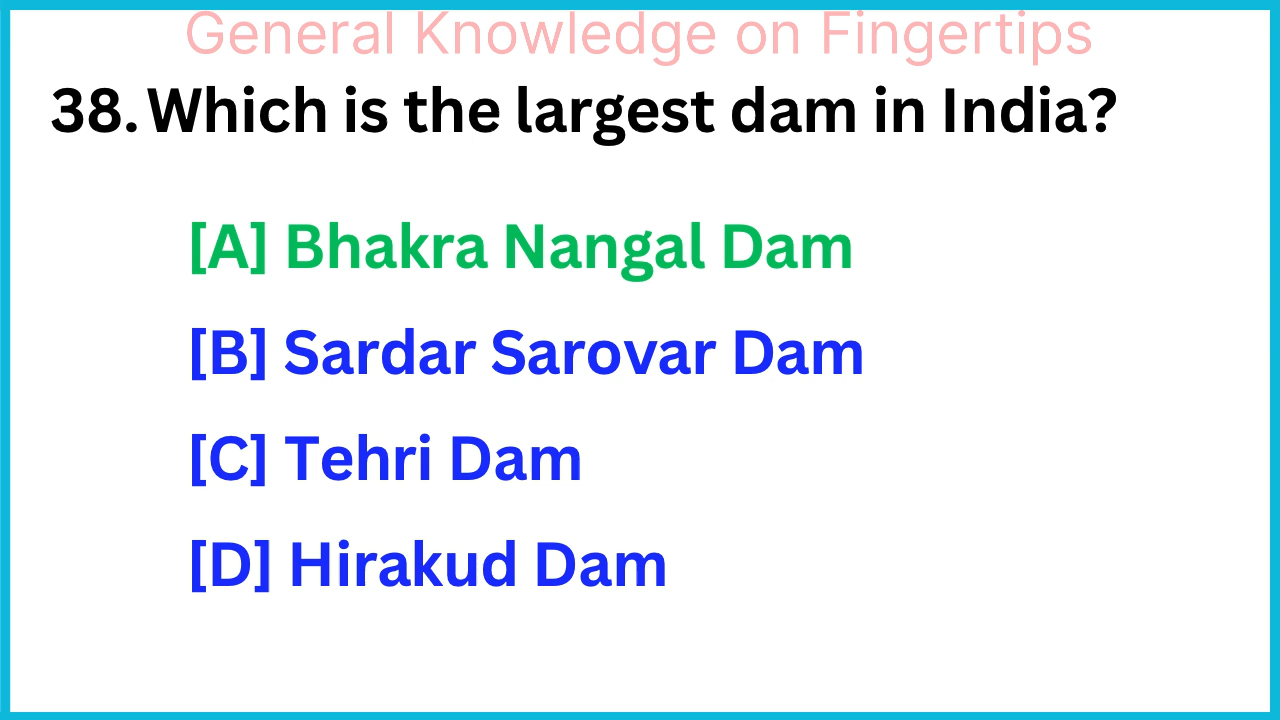 General Knowledge on Fingertips
38. Which is the largest dam in India?
[A] Bhakra Nangal Dam
[B] Sardar Sarovar Dam
[C] Tehri Dam
[D] Hirakud Dam